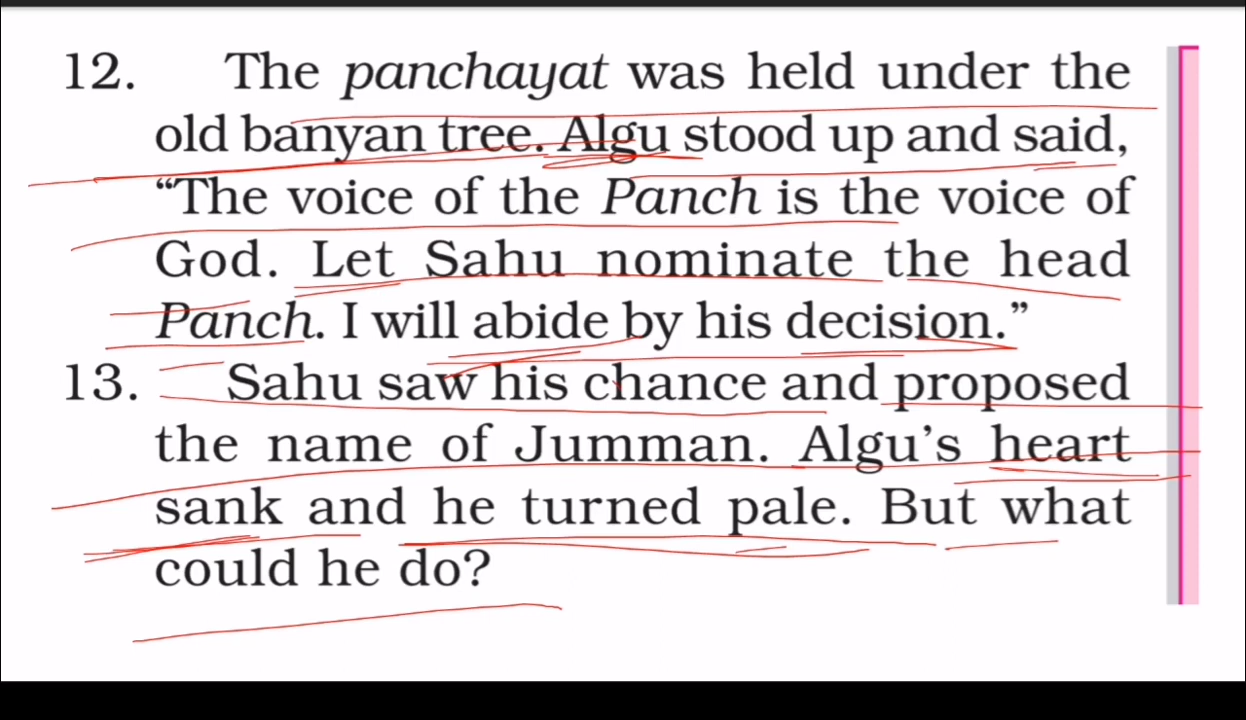 12. The panchayat was held under the
old banyan tree. Algu stood up and said,
“The voice of the Panch is the voice of
God. Let Sahu nominate the head
Panch. I will abide by his decision.”
13. Sahu saw his chance and proposed
the name of Jumman. Algu’s heart
sank and he turned pale. But what
could he do?